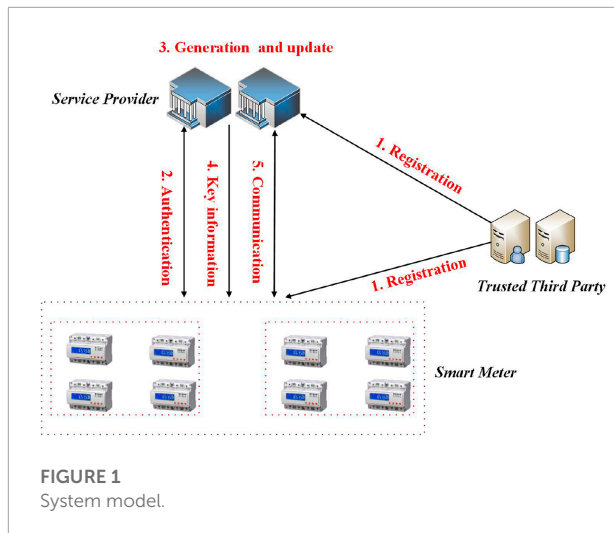 3. Generation and update
Service Provider
1. Registration
2. Authentication
4. Key information
5. Communication
1. Registration
Trusted Third Party
Smart Meter
FIGURE 1
System model.